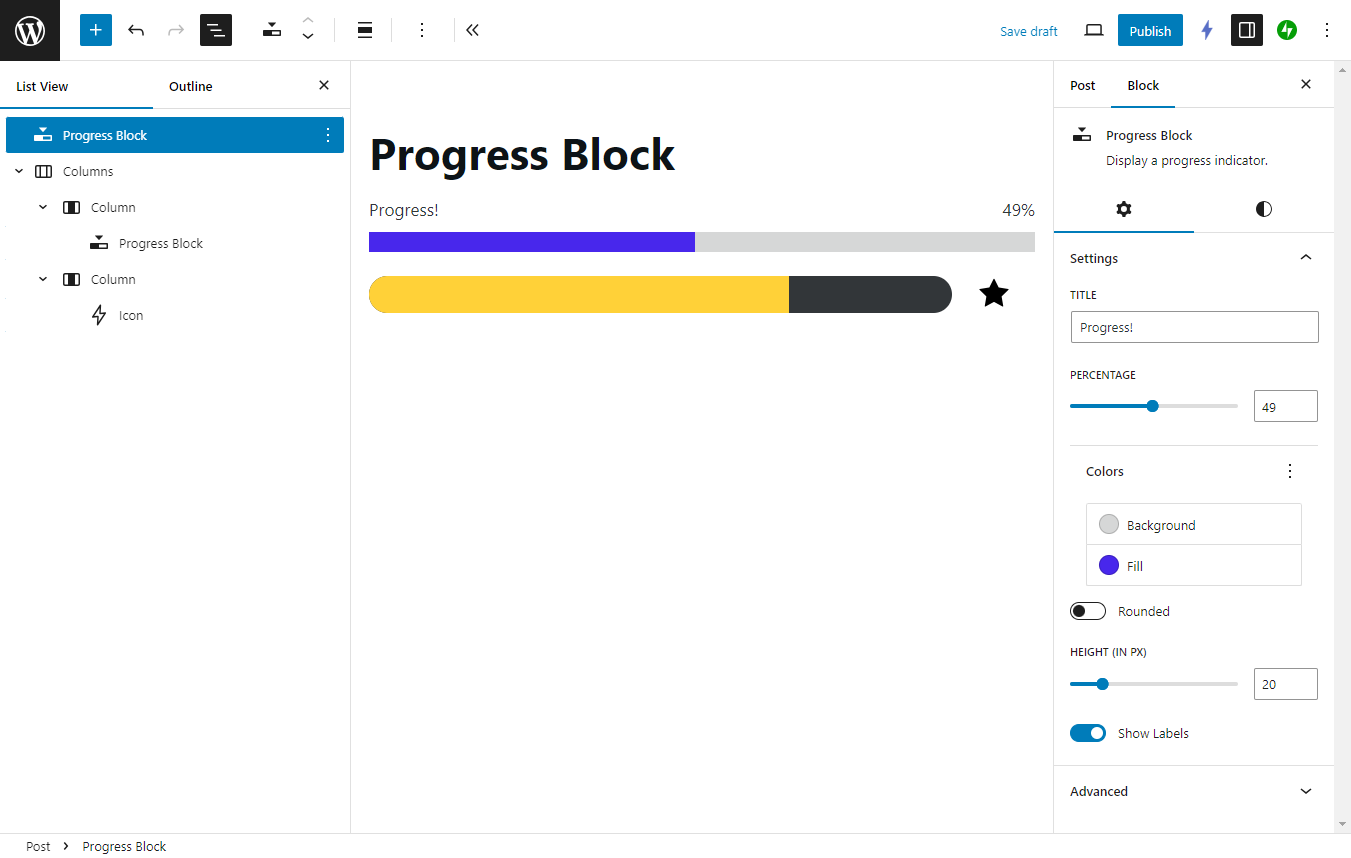 Save draft
Publish
List View
Outline
Progress Block
Columns
Column
Progress Block
Column
Icon
Progress Block
Progress!
49%
Post
Block
Progress Block
Display a progress indicator.
Settings
TITLE
Progress!
PERCENTAGE
49
Colors
Background
Fill
Rounded
HEIGHT (IN PX)
20
Show Labels
Advanced
Post
Progress Block